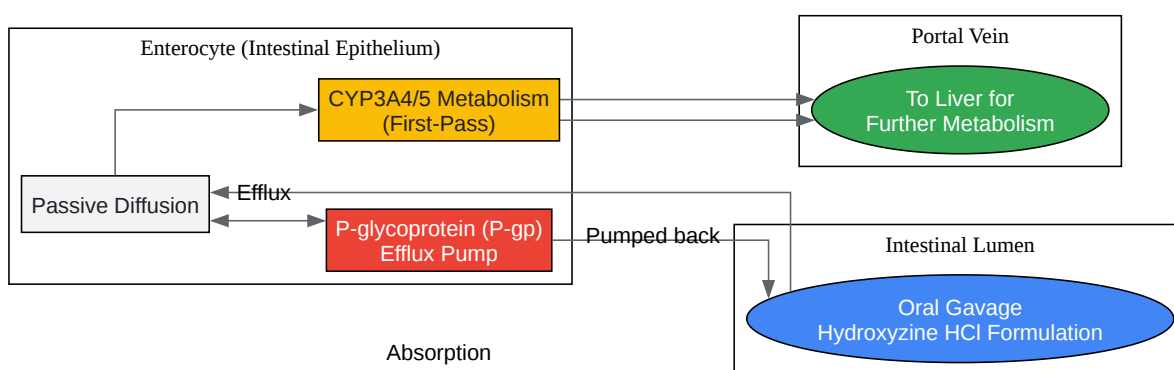 Enterocyte (Intestinal Epithelium)
CYP3A4/5 Metabolism
(First-Pass)
Passive Diffusion
Efflux
P-glycoprotein (P-gp)
Efflux Pump
Pumped back
Portal Vein
To Liver for
Further Metabolism
Intestinal Lumen
Oral Gavage
Hydroxyzine HCl Formulation
Absorption